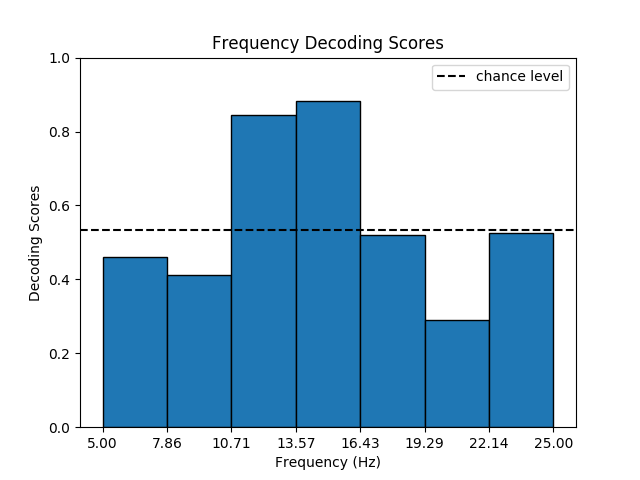 Frequency Decoding Scores
chance level
1.0
0.8
0.6
0.4
0.2
0.0
Decoding Scores
5.00 7.86 10.71 13.57 16.43 19.29 22.14 25.00
Frequency (Hz)